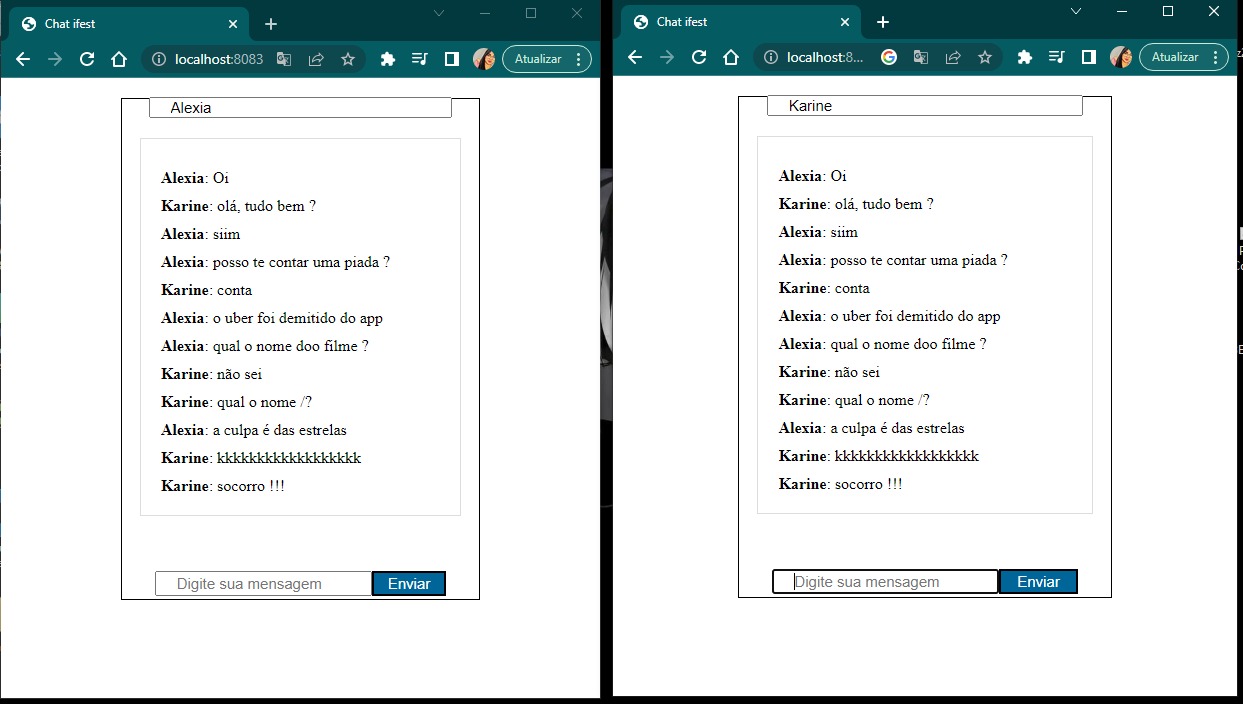 Chat ifest
localhost:8083
Atualizar
Alexia
Alexia: Oi
Karine: olá, tudo bem ?
Alexia: siim
Alexia: posso te contar uma piada ?
Karine: conta
Alexia: o uber foi demitido do app
Alexia: qual o nome doo filme ?
Karine: não sei
Karine: qual o nome /?
Alexia: a culpa é das estrelas
Karine: kkkkkkkkkkkkkkkkkk
Karine: socorro !!!
Digite sua mensagem
Enviar
Chat ifest
localhost:8...
Atualizar
Karine
Alexia: Oi
Karine: olá, tudo bem ?
Alexia: siim
Alexia: posso te contar uma piada ?
Karine: conta
Alexia: o uber foi demitido do app
Alexia: qual o nome doo filme ?
Karine: não sei
Karine: qual o nome /?
Alexia: a culpa é das estrelas
Karine: kkkkkkkkkkkkkkkkkk
Karine: socorro !!!
Digite sua mensagem
Enviar